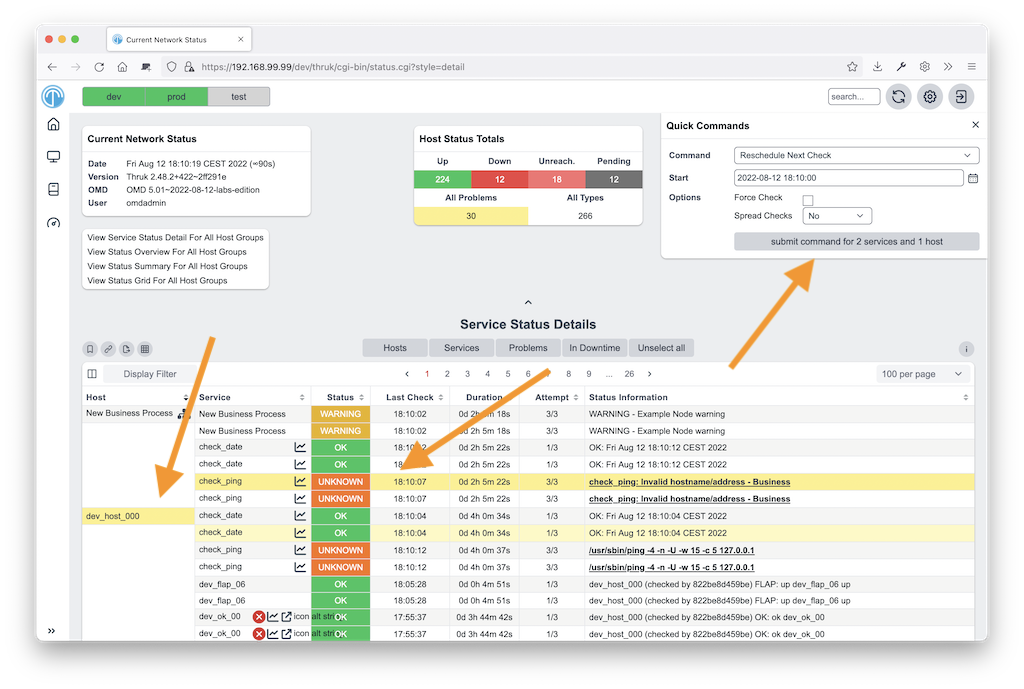 Current Network Status
https://192.168.99.99/dev/thruk/cgi-bin/status.cgi?style=detail
dev prod test
search...
Current Network Status
Date Fri Aug 12 18:10:19 CEST 2022 (∞90s)
Version Thruk 2.48.2+422~2ff291e
OMD OMD 5.01~2022-08-12-labs-edition
User omdadmin
View Service Status Detail For All Host Groups
View Status Overview For All Host Groups
View Status Summary For All Host Groups
View Status Grid For All Host Groups
Host Status Totals
Up Down Unreach. Pending
224 12 18 12
All Problems All Types
30 266
Quick Commands
Command Reschedule Next Check
Start 2022-08-12 18:10:00
Options Force Check
Spread Checks No
submit command for 2 services and 1 host
Service Status Details
Hosts Services Problems In Downtime Unselect all
Display Filter
1 2 3 4 5 6 8 9 ... 26
100 per page
Host Service Status Last Check Duration Attempt Status Information
New Business Process New Business Process WARNING 18:10:02 0d 2h 5m 18s 3/3 WARNING - Example Node warning
New Business Process WARNING 18:10:02 0d 2h 5m 18s 3/3 WARNING - Example Node warning
check_date OK 0d 2h 5m 22s 1/3 OK: Fri Aug 12 18:10:12 CEST 2022
check_date OK 0d 2h 5m 22s 1/3 OK: Fri Aug 12 18:10:12 CEST 2022
check_ping UNKNOWN 18:10:07 0d 2h 5m 22s 3/3 check_ping: Invalid hostname/address - Business
check_ping UNKNOWN 18:10:07 0d 2h 5m 22s 3/3 check_ping: Invalid hostname/address - Business
dev_host_000 check_date OK 18:10:04 0d 4h 0m 34s 1/3 OK: Fri Aug 12 18:10:04 CEST 2022
check_date OK 18:10:04 0d 4h 0m 34s 1/3 OK: Fri Aug 12 18:10:04 CEST 2022
check_ping UNKNOWN 18:10:12 0d 4h 0m 37s 3/3 /usr/sbin/ping -4 -n -U -w 15 -c 5 127.0.0.1
check_ping UNKNOWN 18:10:12 0d 4h 0m 37s 3/3 /usr/sbin/ping -4 -n -U -w 15 -c 5 127.0.0.1
dev_flap_06 OK 18:05:28 0d 0h 4m 51s 1/3 dev_host_000 (checked by 822be8d459be) FLAP: up dev_flap_06 up
dev_flap_06 OK 18:05:28 0d 0h 4m 51s 1/3 dev_host_000 (checked by 822be8d459be) FLAP: up dev_flap_06 up
dev_ok_00 icon alt string OK 17:55:37 0d 3h 44m 42s 1/3 dev_host_000 (checked by 822be8d459be) OK: ok dev_ok_00
dev_ok_00 icon alt string OK 17:55:37 0d 3h 44m 42s 1/3 dev_host_000 (checked by 822be8d459be) OK: ok dev_ok_00